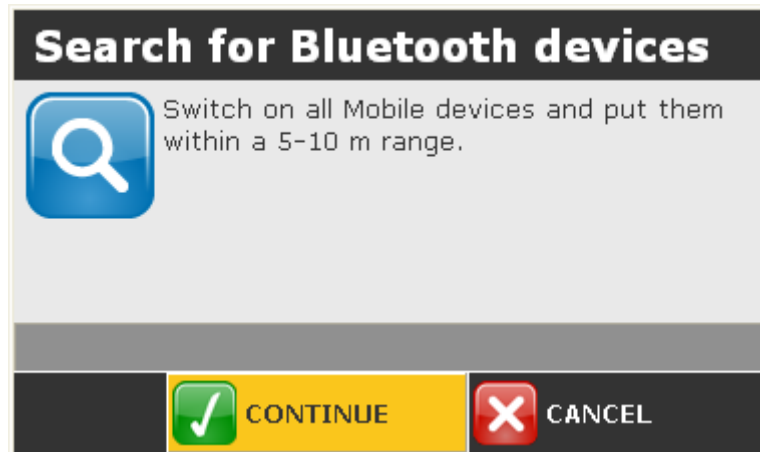 Search for Bluetooth devices
Switch on all Mobile devices and put them
within a 5-10 m range.
CONTINUE
CANCEL